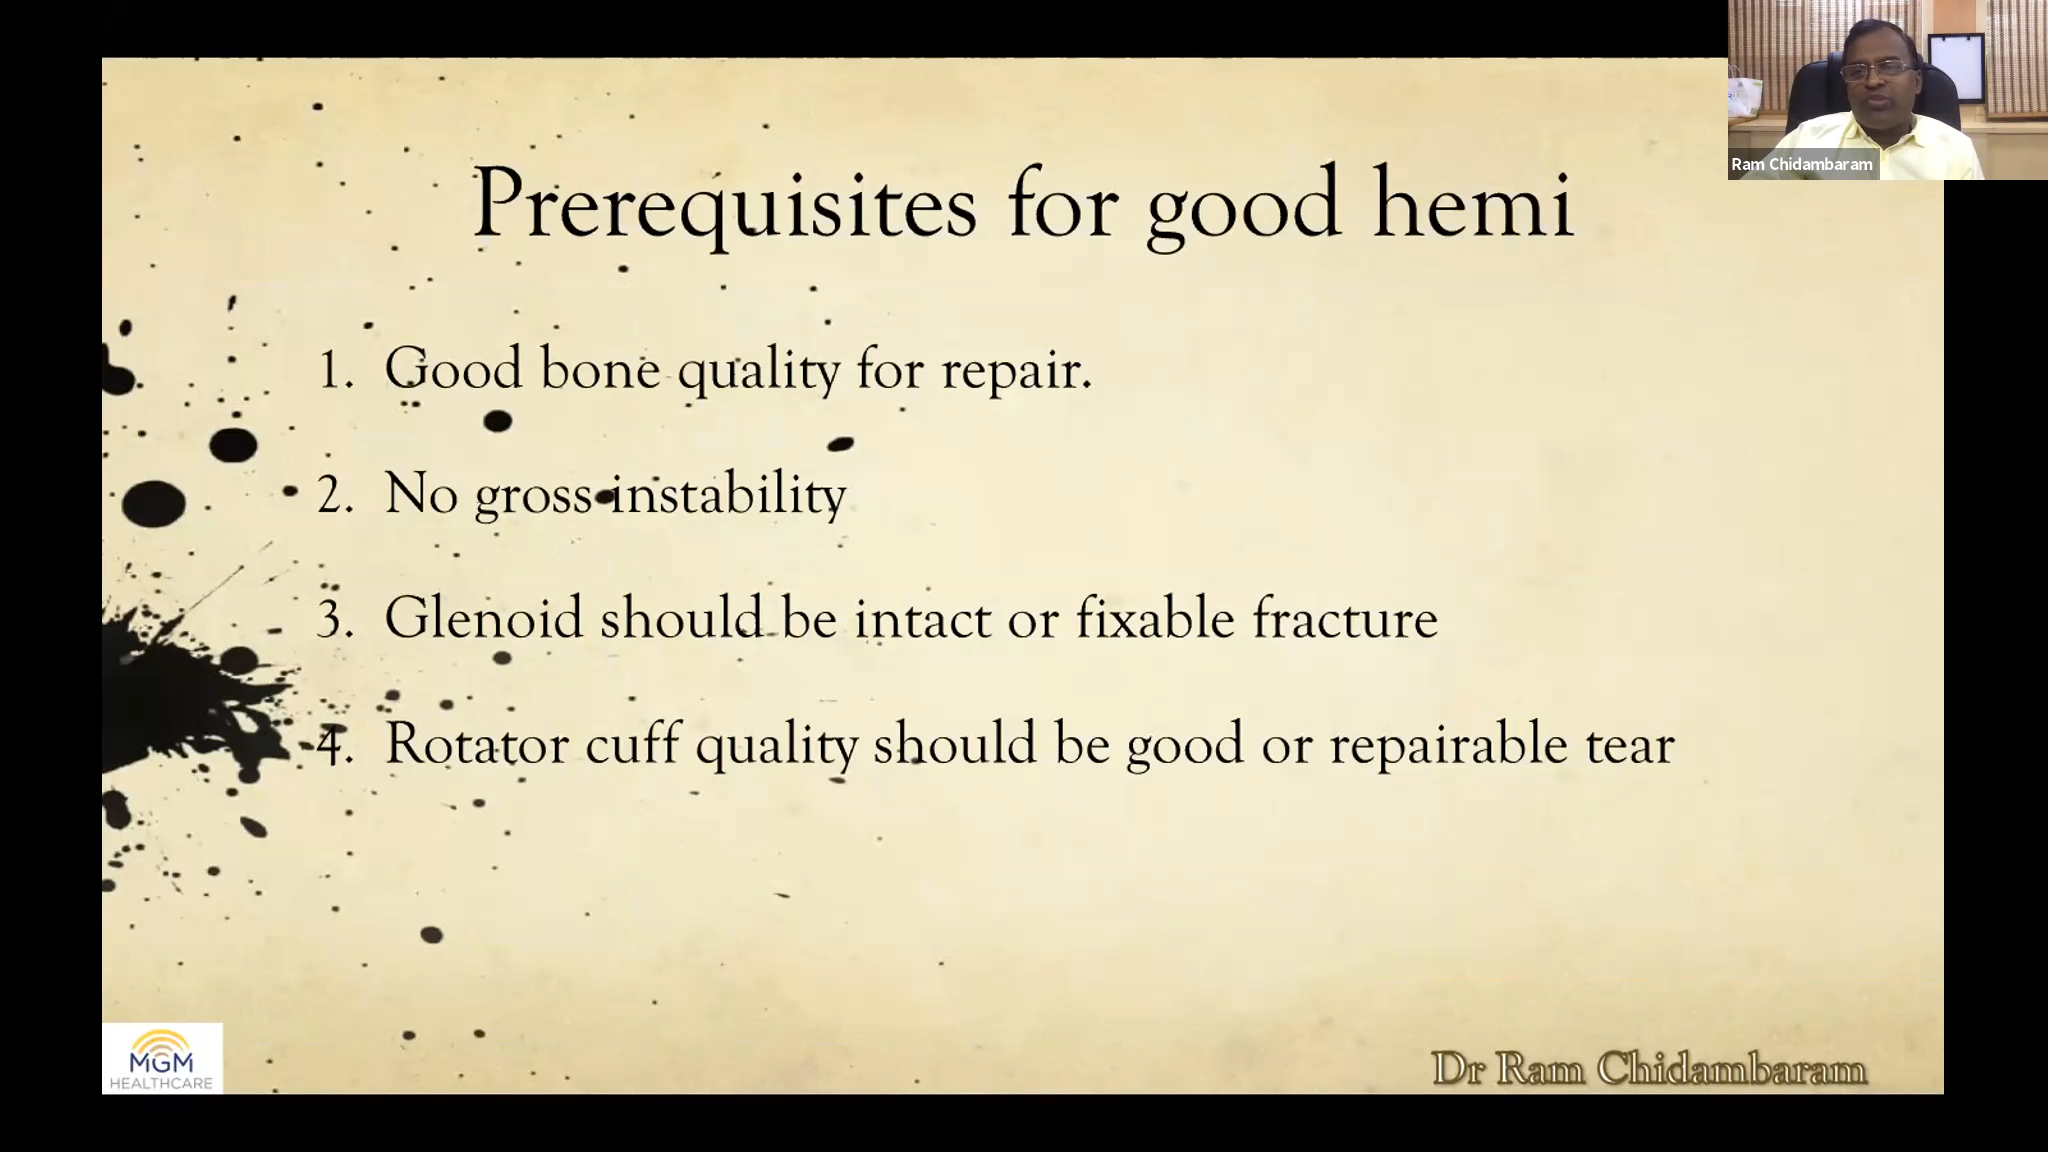 Ram Chidambaram
Prerequisites for good hemi
1. Good bone quality for repair.
2. No gross instability
3. Glenoid should be intact or fixable fracture
4. Rotator cuff quality should be good or repairable tear
MGM
HEALTHCARE
Dr Ram Chidambaram